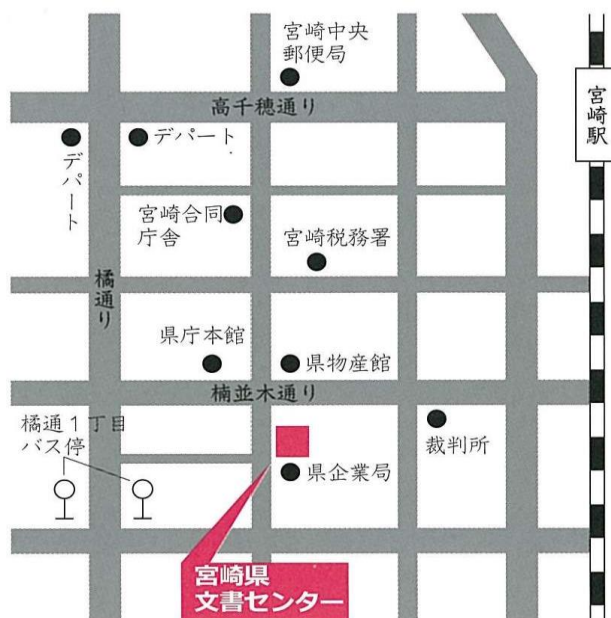 宮崎中央
郵便局
宮崎駅
高千穂通り
デパート
デパート
宮崎合同
庁舎
宮崎税務署
橘通り
県庁本館
県物産館
楠並木通り
橘通1丁目
バス停
裁判所
県企業局
宮崎県
文書センター